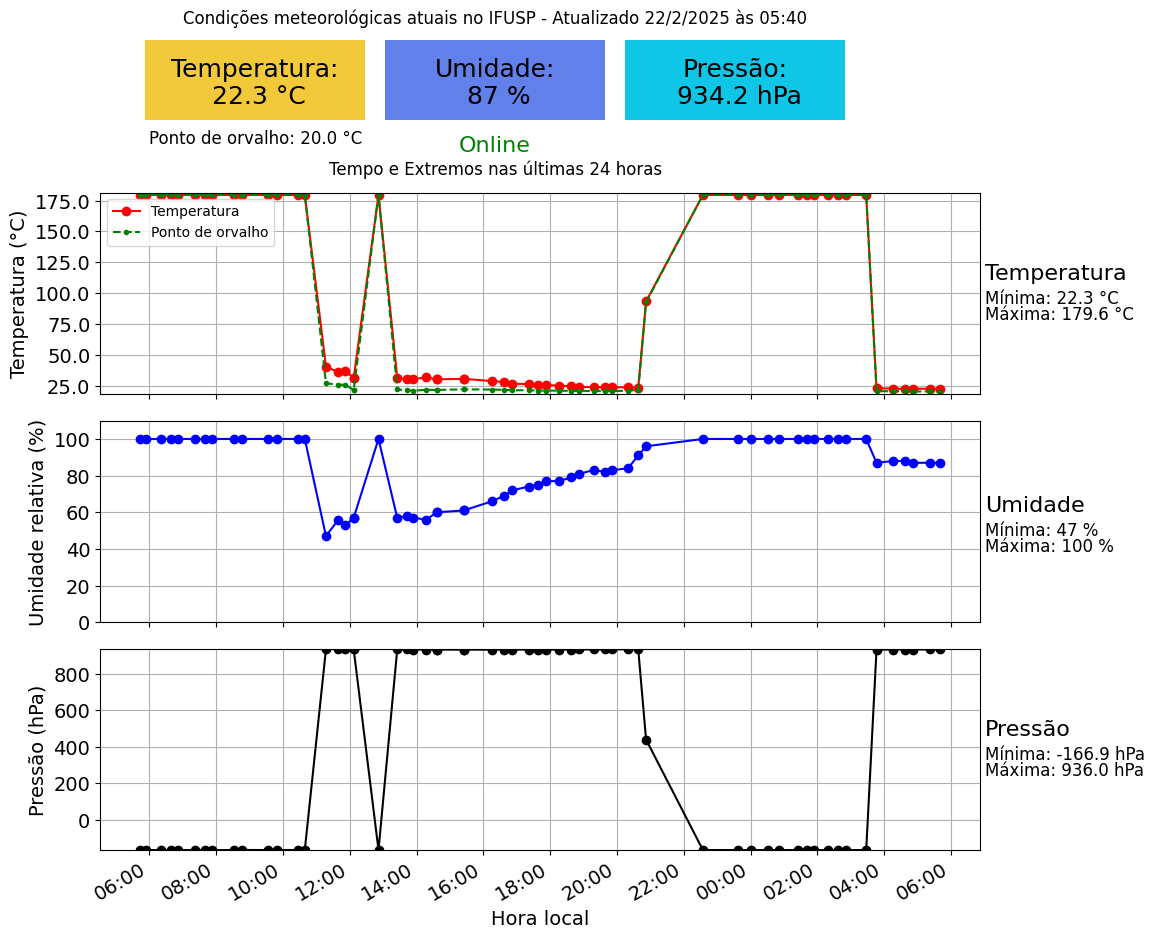 Condições meteorológicas atuais no IFUSP - Atualizado 22/2/2025 às 05:40
Temperatura:
22.3 °C
Umidade:
87 %
Pressão:
934.2 hPa
Ponto de orvalho: 20.0 °C
Online
Tempo e Extremos nas últimas 24 horas
Temperatura (°C)
175.0
150.0
125.0
100.0
75.0
50.0
25.0
Temperatura
Ponto de orvalho
Temperatura
Mínima: 22.3 °C
Máxima: 179.6 °C
Umidade relativa (%)
100
80
60
40
20
0
Umidade
Mínima: 47 %
Máxima: 100 %
Pressão (hPa)
800
600
400
200
0
Pressão
Mínima: -166.9 hPa
Máxima: 936.0 hPa
06:00 08:00 10:00 12:00 14:00 16:00 18:00 20:00 22:00 00:00 02:00 04:00 06:00
Hora local